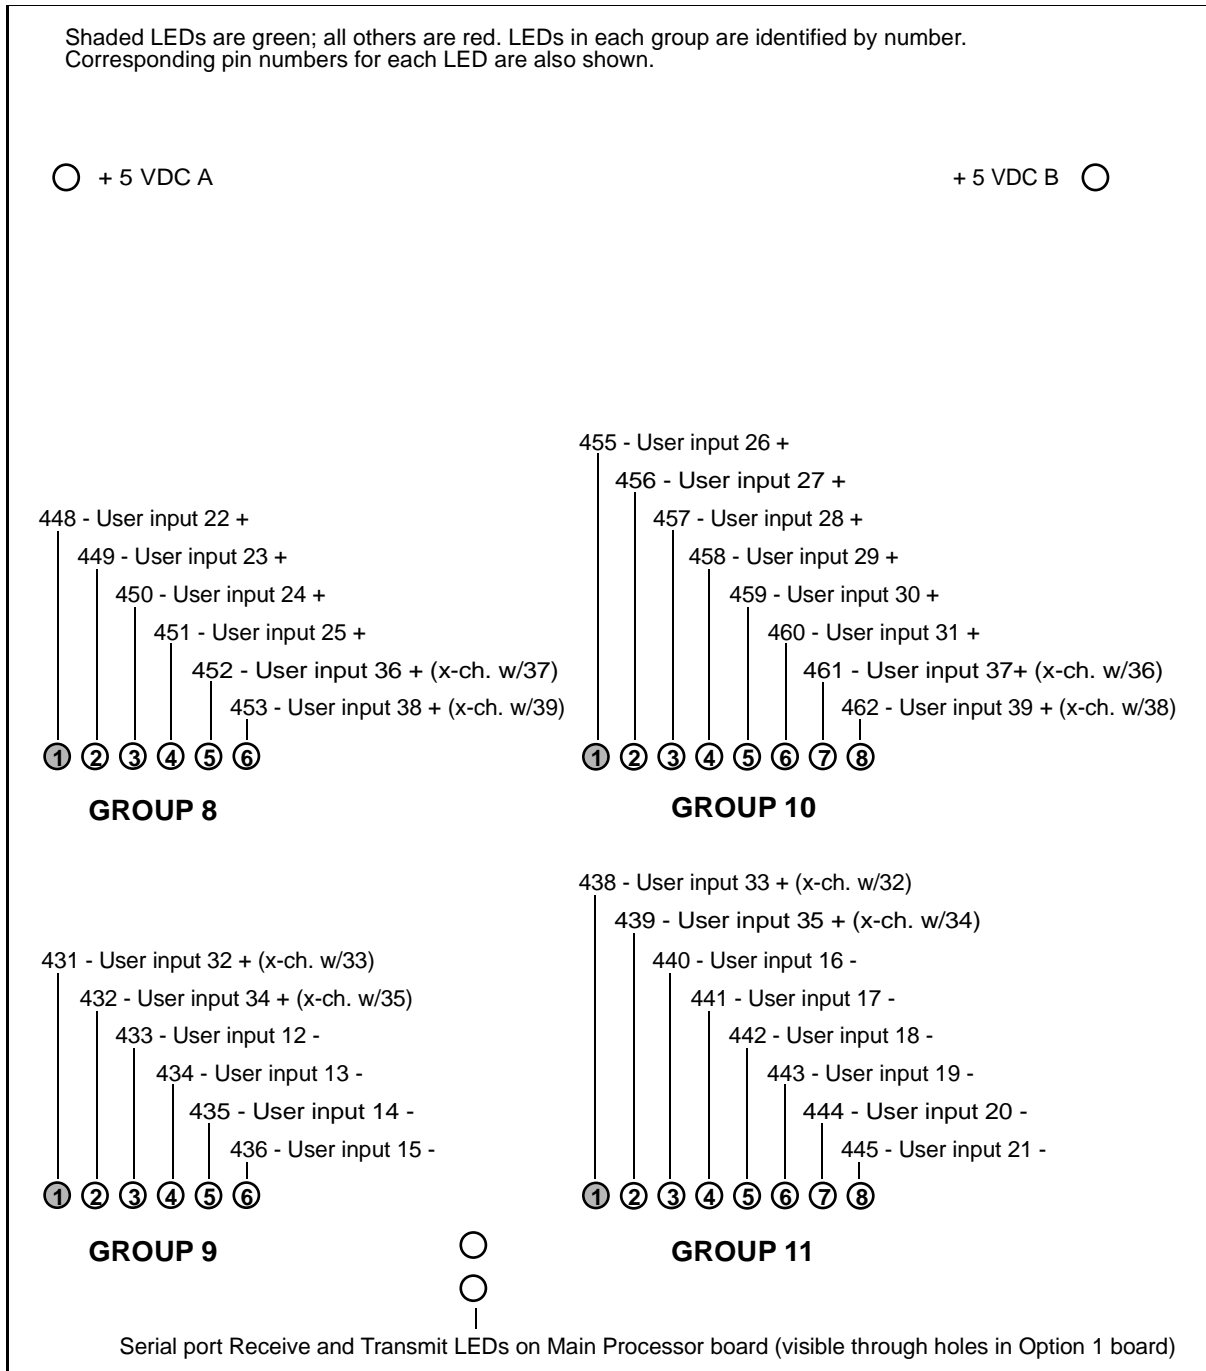 Shaded LEDs are green; all others are red. LEDs in each group are identified by number.
Corresponding pin numbers for each LED are also shown.
+ 5 VDC A
+ 5 VDC B
448 - User input 22 +
449 - User input 23 +
450 - User input 24 +
451 - User input 25 +
452 - User input 36 + (x-ch. w/37)
453 - User input 38 + (x-ch. w/39)
1 2 3 4 5 6
GROUP 8
455 - User input 26 +
456 - User input 27 +
457 - User input 28 +
458 - User input 29 +
459 - User input 30 +
460 - User input 31 +
461 - User input 37+ (x-ch. w/36)
462 - User input 39 + (x-ch. w/38)
1 2 3 4 5 6 7 8
GROUP 10
431 - User input 32 + (x-ch. w/33)
432 - User input 34 + (x-ch. w/35)
433 - User input 12 -
434 - User input 13 -
435 - User input 14 -
436 - User input 15 -
1 2 3 4 5 6
GROUP 9
438 - User input 33 + (x-ch. w/32)
439 - User input 35 + (x-ch. w/34)
440 - User input 16 -
441 - User input 17 -
442 - User input 18 -
443 - User input 19 -
444 - User input 20 -
445 - User input 21 -
1 2 3 4 5 6 7 8
GROUP 11
Serial port Receive and Transmit LEDs on Main Processor board (visible through holes in Option 1 board)